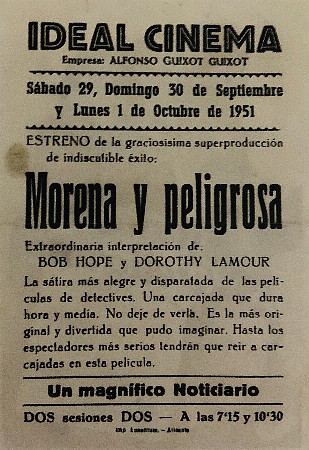 IDEAL CINEMA
Empresa: ALFONSO GUIXOT GUIXOT
Sábado 29, Domingo 30 de Septiembre
y Lunes 1 de Octubre de 1951
ESTRENO de la graciosísima superproducción
de indiscutible éxito:
Morena y peligrosa
Extraordinaria interpretación de:
BOB HOPE y DOROTHY LAMOUR
La sátira más alegre y disparatada de las pelí-
culas de detectives. Una carcajada que dura
hora y media. No deje de verla. Es la más ori-
ginal y divertida que pudo imaginar. Hasta los
espectadores más serios tendrán que reir a car-
cajadas en esta película.
Un magnífico Noticiario
DOS sesiones DOS — A las 7'15 y 10'30
Alicante